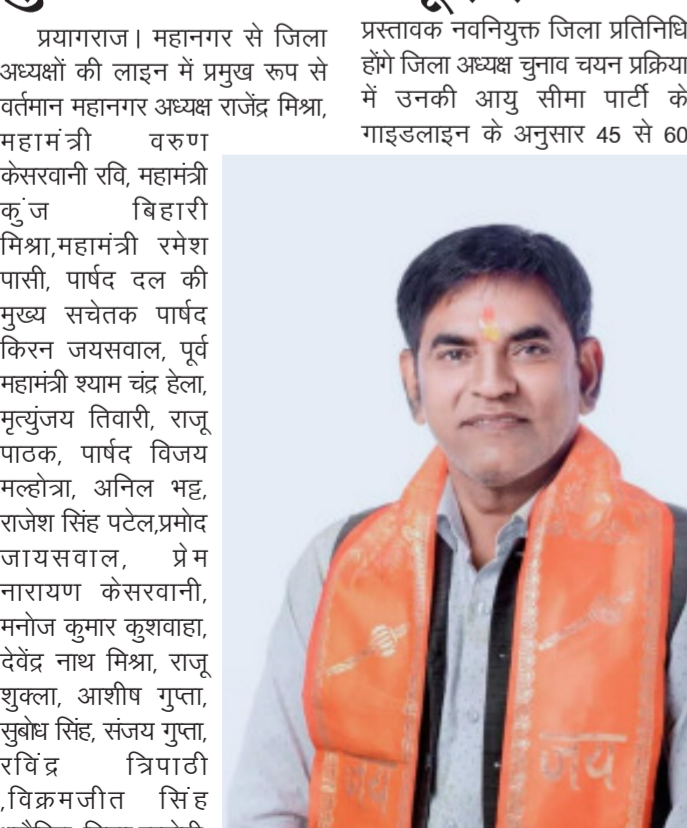 प्रयागराज। महानगर से जिला
अध्यक्षों की लाइन में प्रमुख रूप से
वर्तमान महानगर अध्यक्ष राजेंद्र मिश्रा,
महामंत्री वरुण
केसरवानी रवि, महामंत्री
कुंज बिहारी
मिश्रा,महामंत्री रमेश
पासी, पार्षद दल की
मुख्य सचेतक पार्षद
किरन जयसवाल, पूर्व
महामंत्री श्याम चंद्र हेला,
मृत्युंजय तिवारी, राजू
पाठक, पार्षद विजय
मल्होत्रा, अनिल भट्ट,
राजेश सिंह पटेल,प्रमोद
जायसवाल, प्रेम
नारायण केसरवानी,
मनोज कुमार कुशवाहा,
देवेंद्र नाथ मिश्रा, राजू
शुक्ला, आशीष गुप्ता,
सुबोध सिंह, संजय गुप्ता,
रविंद्र त्रिपाठी
,विक्रमजीत सिंह
प्रस्तावक नवनियुक्त जिला प्रतिनिधि
होंगे जिला अध्यक्ष चुनाव चयन प्रक्रिया
में उनकी आयु सीमा पार्टी के
गाइडलाइन के अनुसार 45 से 60
जय